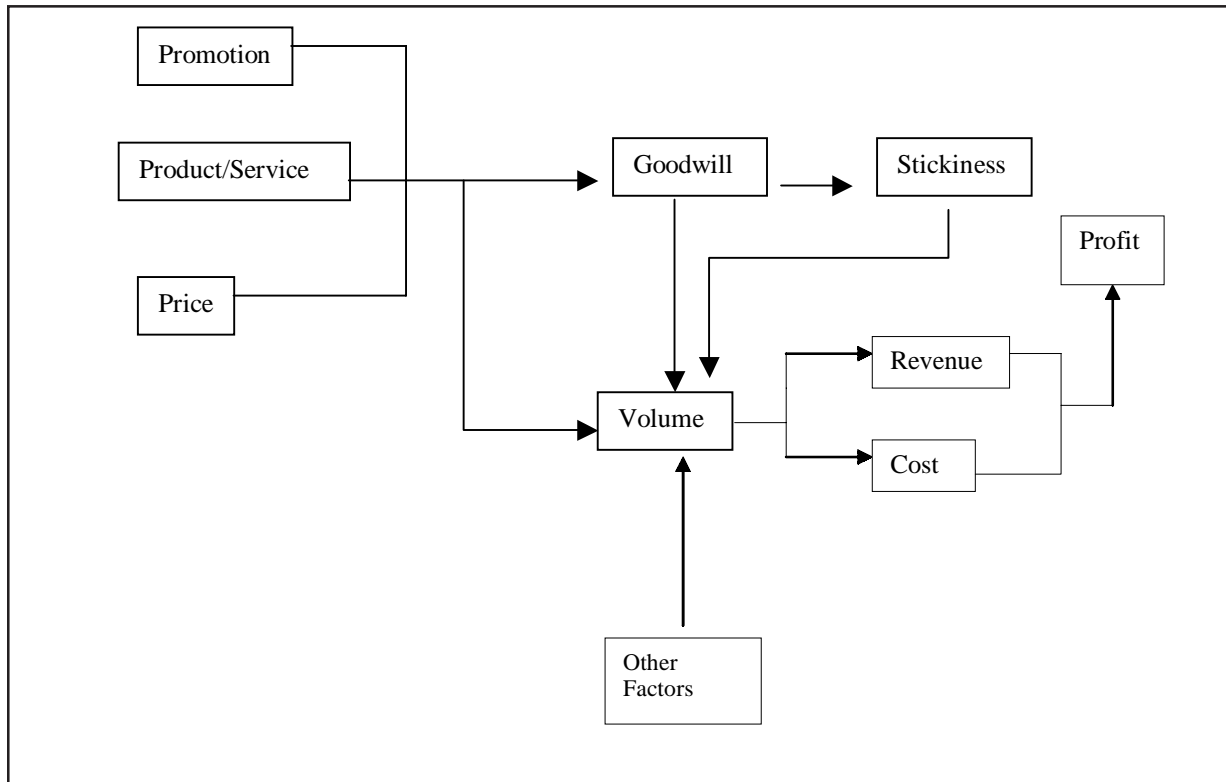 Promotion
Product/Service
Goodwill
Stickiness
Profit
Price
Revenue
Volume
Cost
Other
Factors